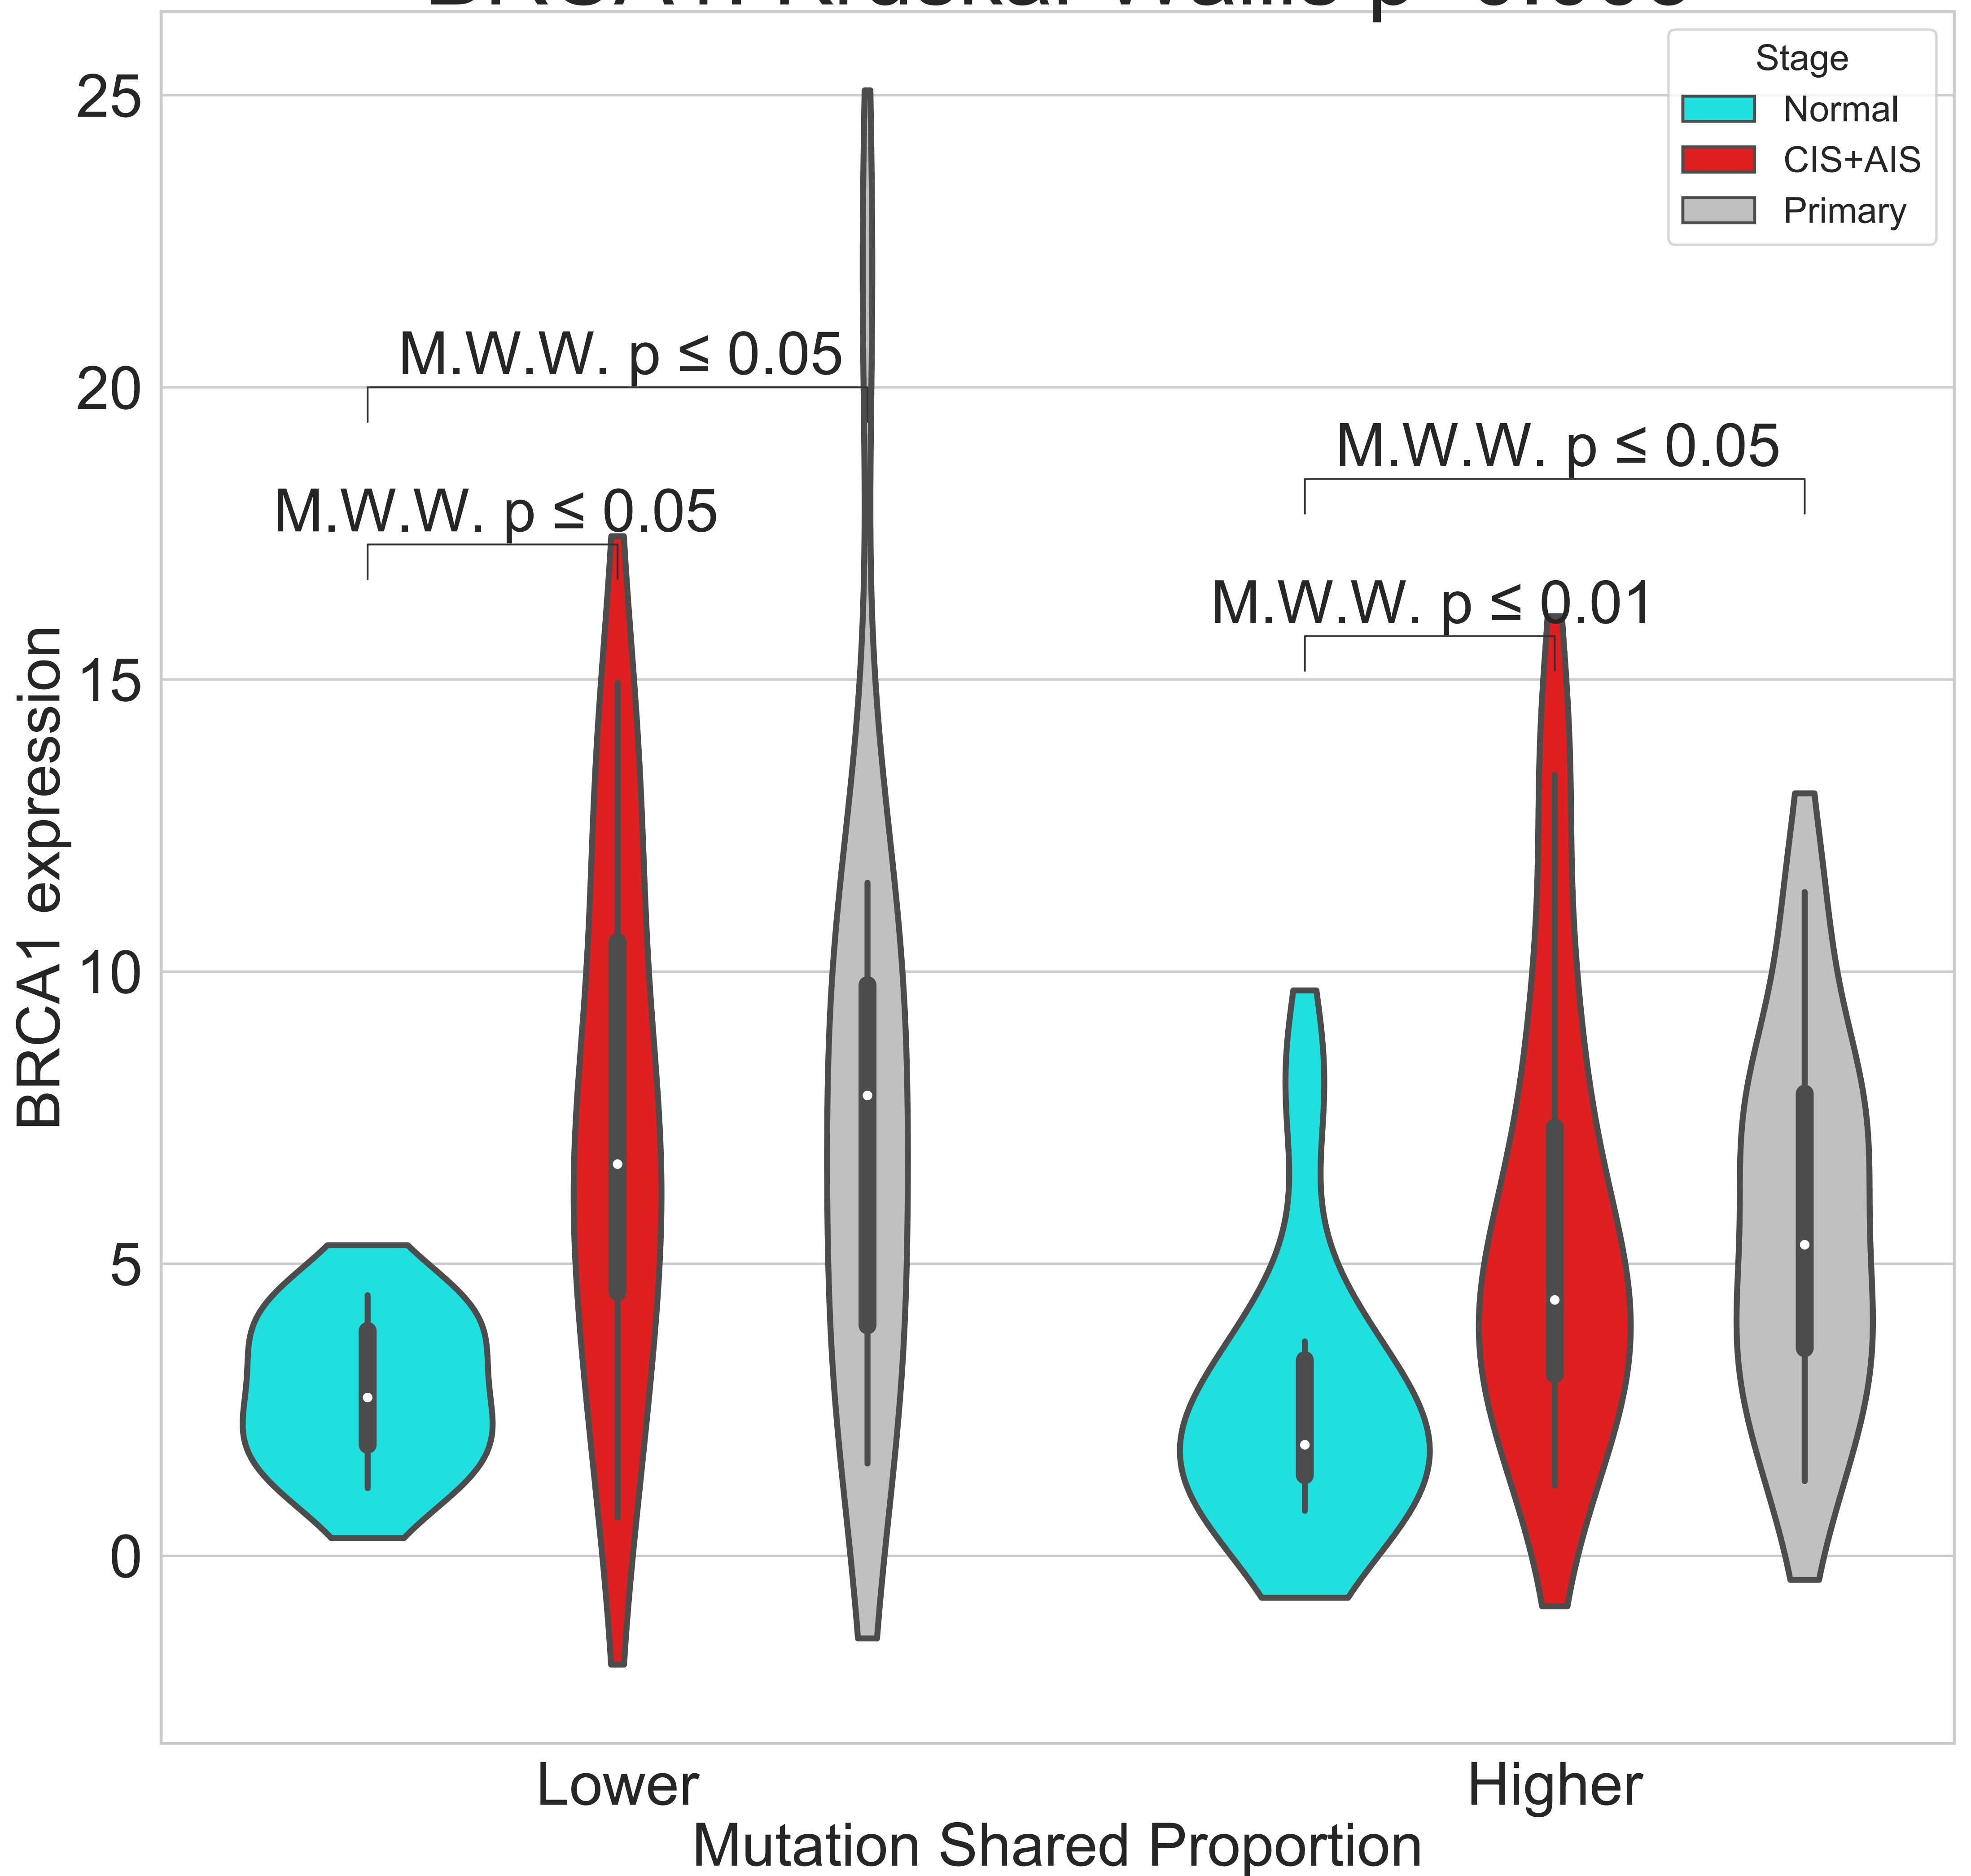 Stage
Normal
CIS+AIS
Primary
25
20
15
10
5
0
BRCA1 expression
M.W.W. p ≤ 0.05
M.W.W. p ≤ 0.05
M.W.W. p ≤ 0.05
M.W.W. p ≤ 0.01
Lower
Higher
Mutation Shared Proportion